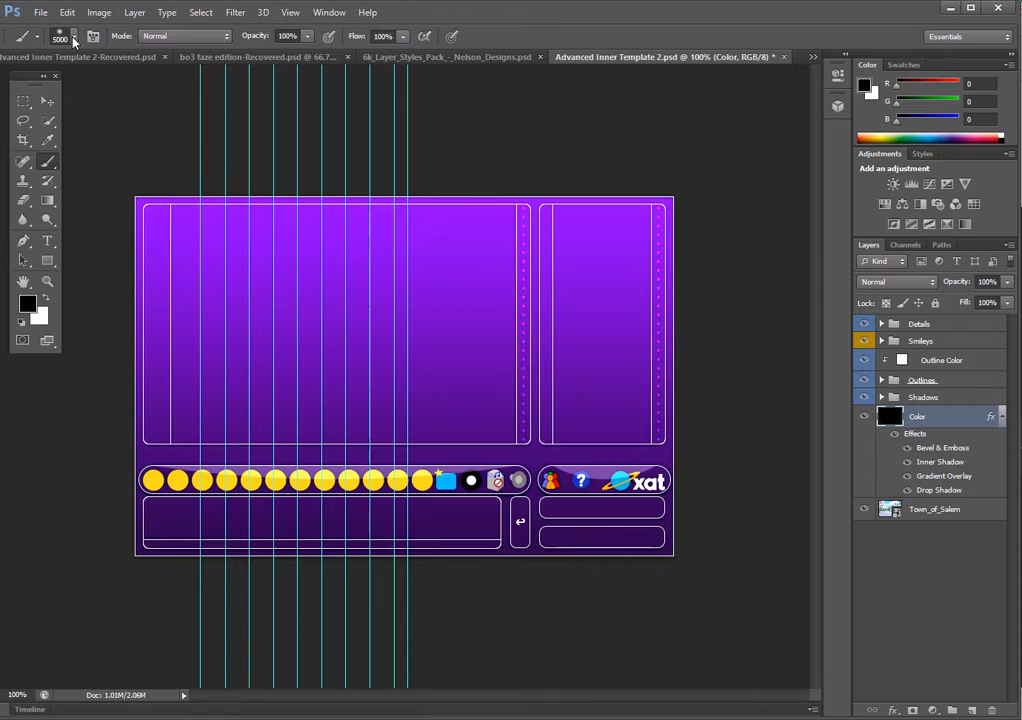 Ps File Edit Image Layer Type Select Filter 3D View Window Help
5000 Mode: Normal Opacity: 100% Flow: 100% Essentials
Advanced Inner Template 2-Recovered.psd × bo3 faze edition-Recovered.psd @ 66,7... × 6k_Layer_Styles_Pack_-_Nelson_Designs.psd × Advanced Inner Template 2.psd @ 100% (Color, RGB/8) * ×
Color Swatches
R 0
G 0
B 0
Adjustments Styles
Add an adjustment
Layers Channels Paths
Kind
Normal Opacity: 100%
Lock: Fill: 100%
Details
Smileys
Outline Color
Outlines
Shadows
Color fx
Effects
Bevel & Emboss
Inner Shadow
Gradient Overlay
Drop Shadow
Town_of_Salem
? xat
100% Doc: 1.01M/2.06M
Timeline